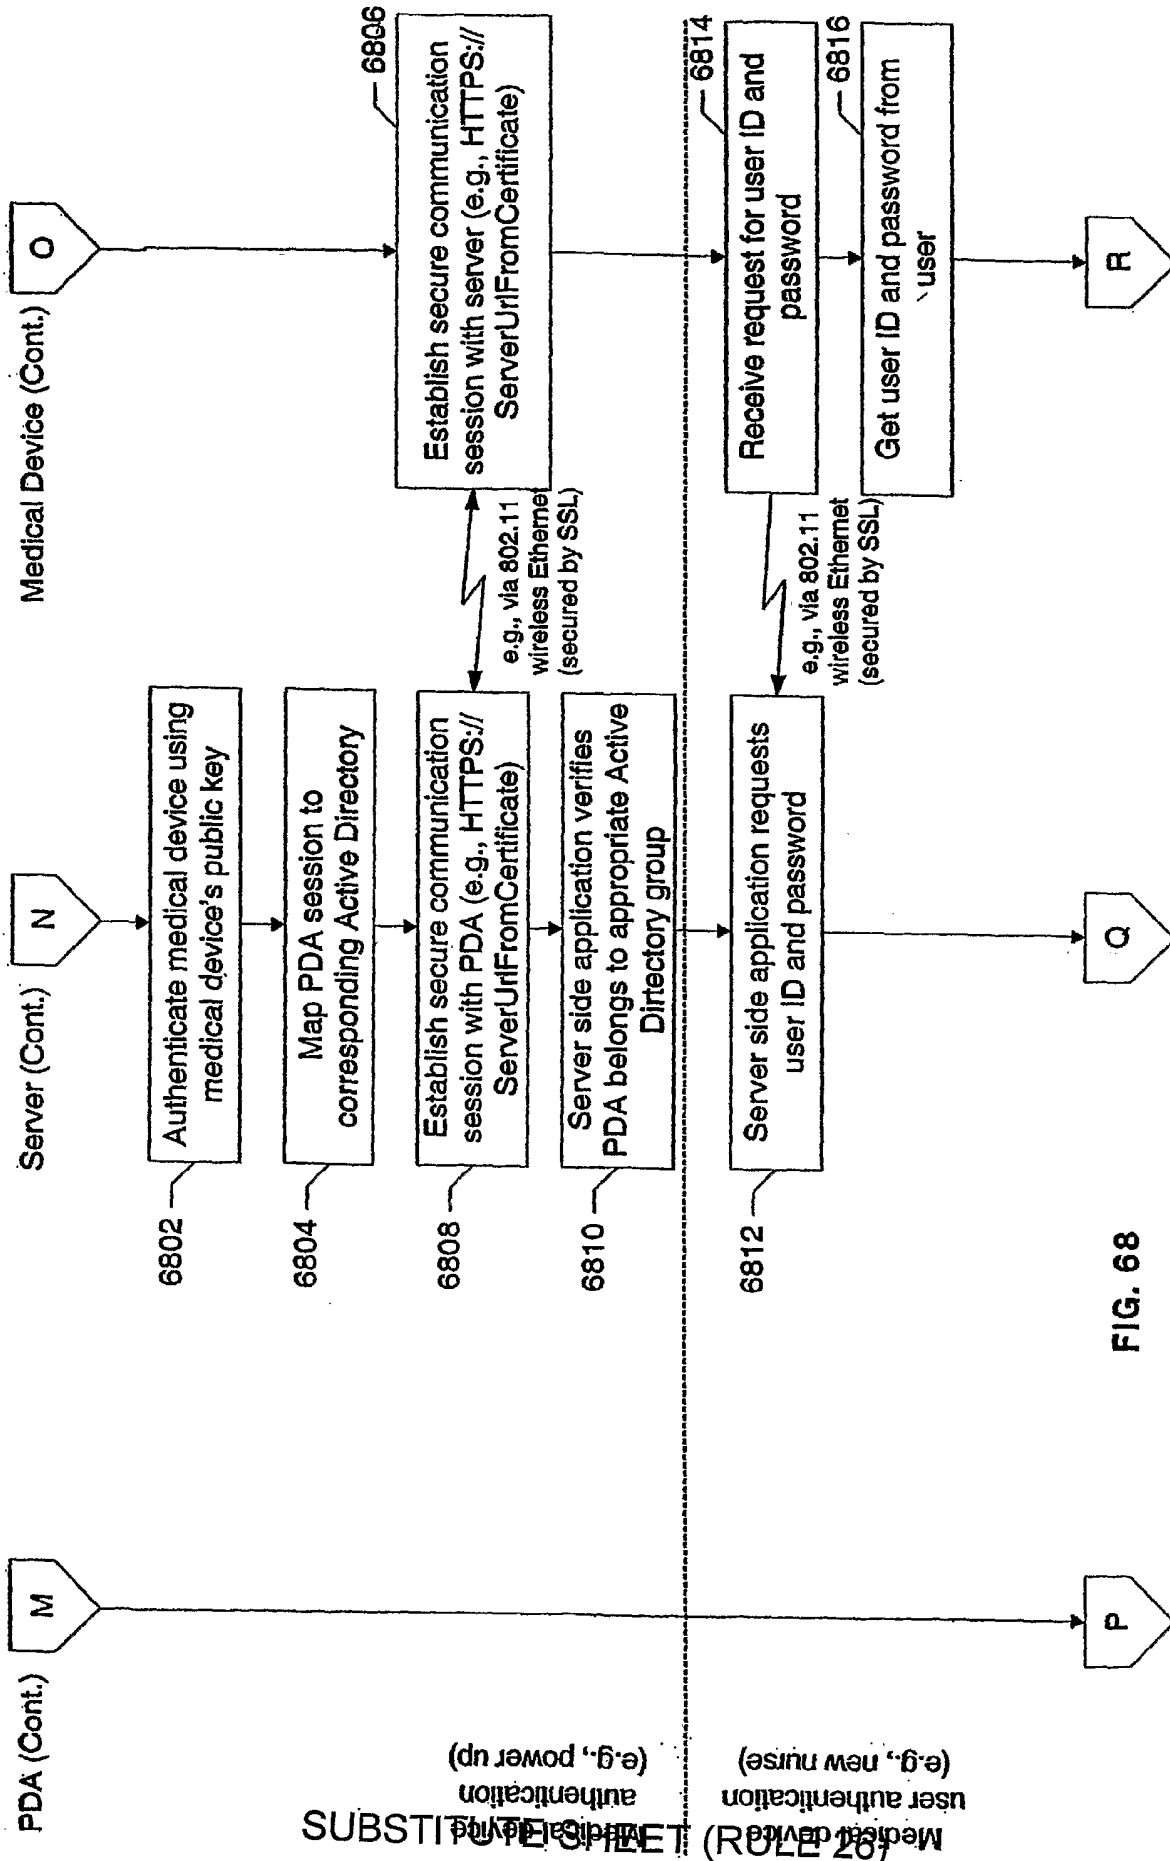 PDA (Cont.)
M
Server (Cont.)
N
Medical Device (Cont.)
O
6802
Authenticate medical device using
medical device's public key
6804
Map PDA session to
corresponding Active Directory
6806
Establish secure communication
session with server (e.g., HTTPS://
ServerUrlFromCertificate)
6808
Establish secure communication
session with PDA (e.g., HTTPS://
ServerUrlFromCertificate)
e.g., via 802.11
wireless Ethernet
(secured by SSL)
6810
Server side application verifies
PDA belongs to appropriate Active
Dirtectory group
Medical device
authentication
(e.g., power up)
6812
Server side application requests
user ID and password
6814
Receive request for user ID and
password
e.g., via 802.11
wireless Ethernet
(secured by SSL)
6816
Get user ID and password from
user
Medical device
user authentication
(e.g., new nurse)
P
Q
R
FIG. 68
SUBSTITUTE SHEET (RULE 26)